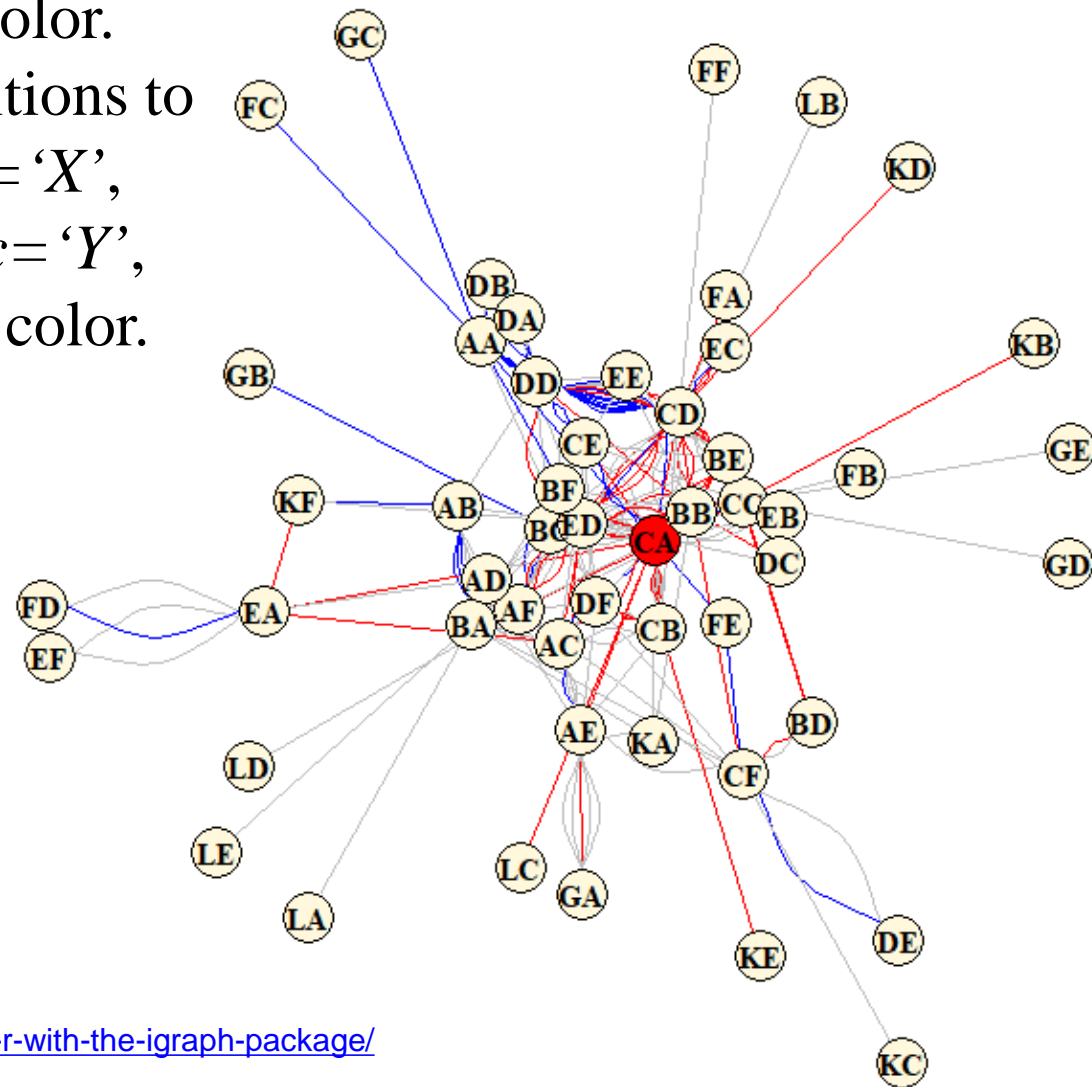 olor.
itions to
= ‘X’,
c= ‘Y’,
color.
GC
FC
FF
LB
KD
DB
DA
AA
FA
EC
KB
GB
DD
EE
CD
CE
BE
GE
FB
KF
AB
BF
CC
BB
EB
ED
CA
DC
GD
AD
FD
EA
AF
DF
BA
CB
FE
EF
AC
BD
AE
KA
LD
CF
LE
LC
GA
LA
DE
KE
KC
-r-with-the-igraph-package/